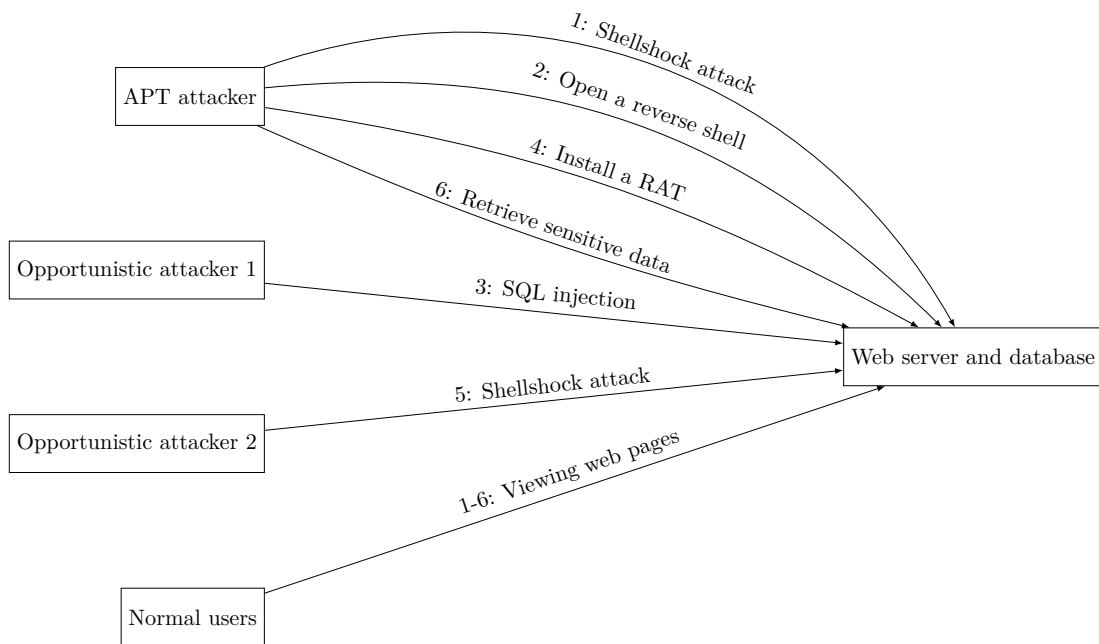 1: Shellshock attack
2: Open a reverse shell
APT attacker
4: Install a RAT
6: Retrieve sensitive data
Opportunistic attacker 1
3: SQL injection
Web server and database
5: Shellshock attack
Opportunistic attacker 2
1-6: Viewing web pages
Normal users